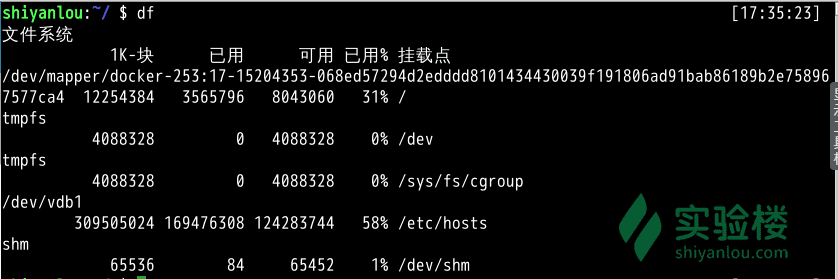 shiyanlou:~/ $ df [17:35:23]
文件系统
1K-块 已用 可用 已用% 挂载点
/dev/mapper/docker-253:17-15204353-068ed57294d2edddd8101434430039f191806ad91bab86189b2e75896
7577ca4 12254384 3565796 8043060 31% /
tmpfs
4088328 0 4088328 0% /dev
tmpfs
4088328 0 4088328 0% /sys/fs/cgroup
/dev/vdb1
309505024 169476308 124283744 58% /etc/hosts
shm
65536 84 65452 1% /dev/shm
实验楼
shiyanlou.com